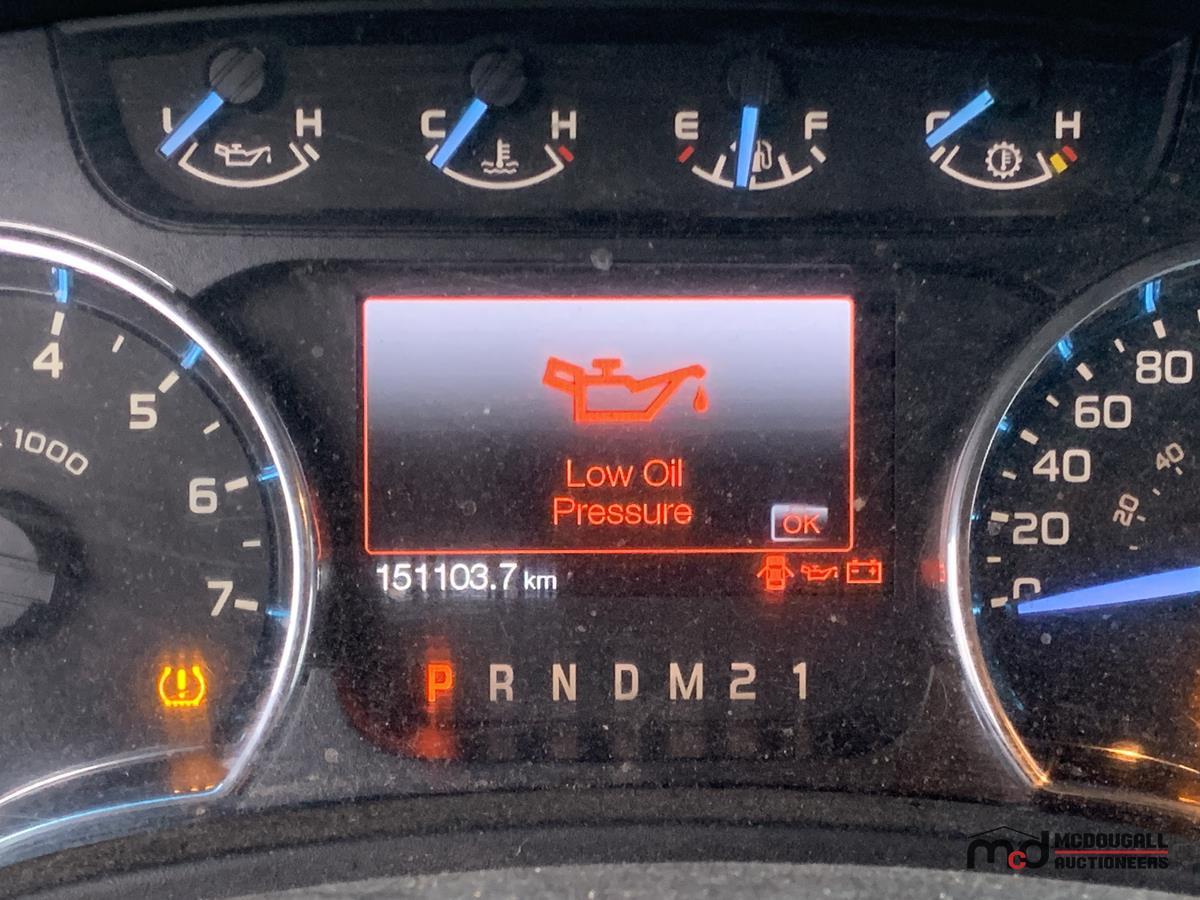 L H C H E F C H
4
5
x 1000
6
7
Low Oil
Pressure
OK
151103.7 km
P R N D M 2 1
80
60
40
20
0
40
20
mcd MCDOUGALL
AUCTIONEERS